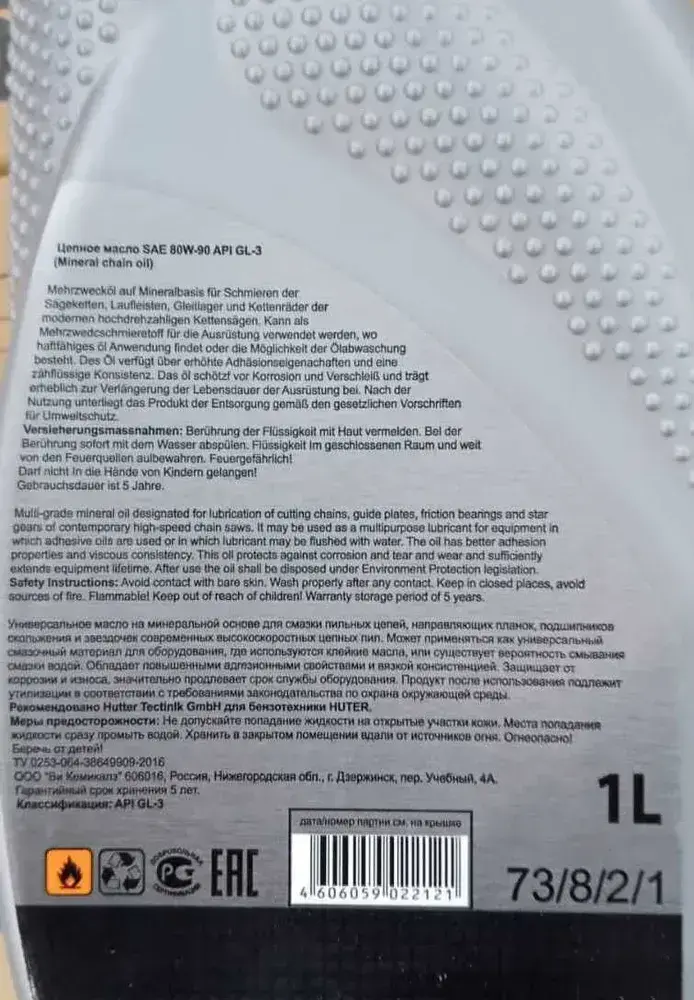 Цепное масло SAE 80W-90 API GL-3
(Mineral chain oil)
Mehrzwecköl auf Mineralbasis für Schmieren der
Sägeketten, Laufleisten, Gleitlager und Kettenräder der
modernen hochdrehzahligen Kettensägen. Kann als
Mehrzwedcschmierstoff für die Ausrüstung verwendet werden, wo
haftfähiges öl Anwendung findet oder die Möglichkeit der Ölabwaschung
besteht. Des Öl verfügt über erhöhte Adhäsionseigenachaften und eine
zähflüssige Konsistenz. Das öl schötzt vor Korrosion und Verschleiß und trägt
erheblich zur Verlängerung der Lebensdauer der Ausrüstung bei. Nach der
Nutzung unterliegt das Produkt der Entsorgung gemäß den gesetzlichen Vorschriften
für Umweltschutz.
Versieherungsmassnahmen: Berührung der Flüssigkeit mit Haut vermelden. Bel der
Berührung sofort mit dem Wasser abspülen. Flüssigkeit Im geschlossenen Raum und weit
von den Feuerquellen aufbewahren. Feuergefährlich!
Darf nicht In die Hände von Kindern gelangen!
Gebrauchsdauer ist 5 Jahre.
Multi-grade mineral oil designated for lubrication of cutting chains, guide plates, friction bearings and star
gears of contemporary high-speed chain saws. It may be used as a multipurpose lubricant for equipment in
which adhesive oils are used or in which lubricant may be flushed with water. The oil has better adhesion
properties and viscous consistency. This oil protects against corrosion and tear and wear and sufficiently
extends equipment lifetime. After use the oil shall be disposed under Environment Protection legislation.
Safety Instructions: Avoid contact with bare skin. Wash properly after any contact. Keep in closed places, avoid
sources of fire. Flammable! Keep out of reach of children! Warranty storage period of 5 years.
Универсальное масло на минеральной основе для смазки пильных цепей, направляющих планок, подшипников
скольжения и звездочек современных высокоскоростных цепных пил. Может применяться как универсальный
смазочный материал для оборудования, где используются клейкие масла, или существует вероятность смывания
смазки водой. Обладает повышенными адгезионными свойствами и вязкой консистенцией. Защищает от
коррозии и износа, значительно продлевает срок службы оборудования. Продукт после использования подлежит
утилизации в соответствии с требованиями законодательства по охрана окружающей среды.
Рекомендовано Hutter Tectinik GmbH для бензотехники HUTER.
Меры предосторожности: Не допускайте попадание жидкости на открытые участки кожи. Места попадания
жидкости сразу промыть водой. Хранить в закрытом помещении вдали от источников огня. Огнеопасно!
Беречь от детей!
ТУ 0253-064-38649909-2016
ООО "Ви Кемикалз" 606016, Россия, Нижегородская обл., г. Дзержинск, пер. Учебный, 4А.
Гарантийный срок хранения 5 лет.
Классификация: API GL-3
1L
дата/номер партии см. на крышке
ДОБРОВОЛЬНАЯ
РСТ
СЕРТИФИКАЦИЯ
EAC
4 606059 022121
73/8/2/1